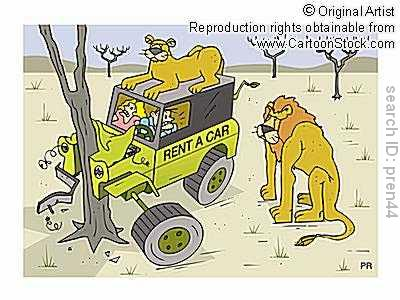 © Original Artist
Reproduction rights obtainable from
www.CartoonStock.com
RENT A CAR
search ID: pren44
PR